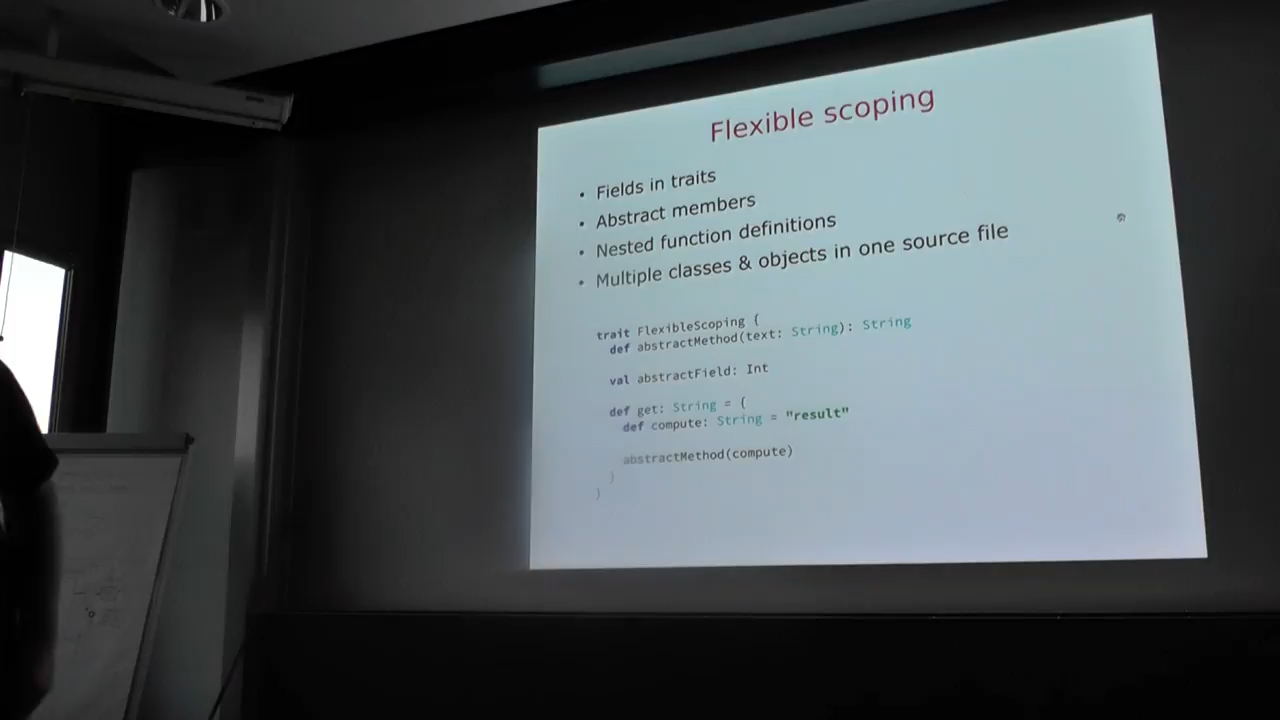 Flexible scoping
• Fields in traits
• Abstract members
• Nested function definitions
• Multiple classes & objects in one source file
trait FlexibleScoping {
def abstractMethod(text: String): String
val abstractField: Int
def get: String = {
def compute: String = "result"
abstractMethod(compute)
}
}